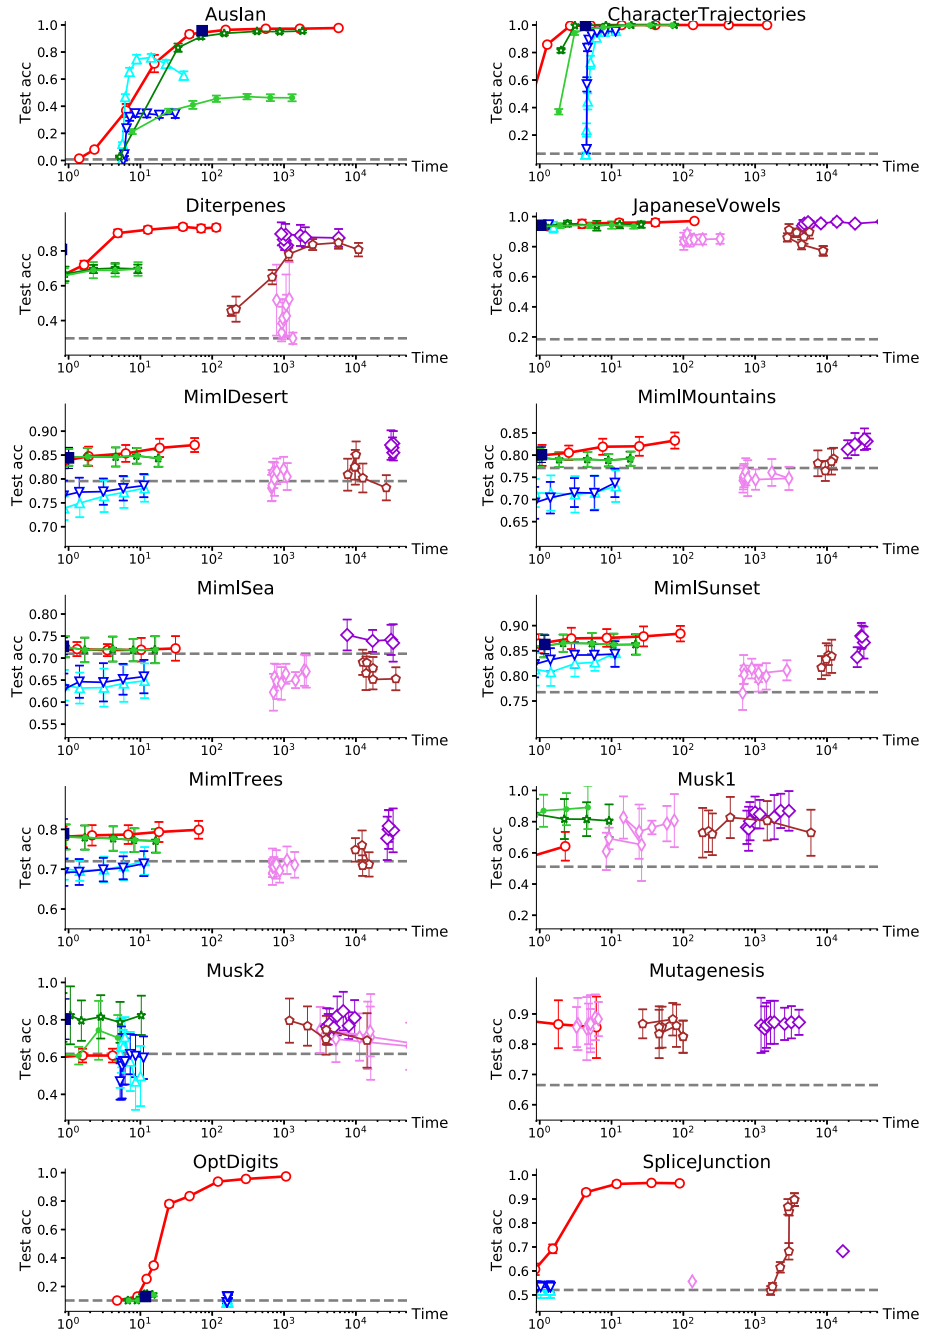 Auslan
Test acc
1.0
0.8
0.6
0.4
0.2
0.0
10⁰ 10¹ 10² 10³ 10⁴ Time
CharacterTrajectories
Test acc
1.0
0.8
0.6
0.4
0.2
10⁰ 10¹ 10² 10³ 10⁴ Time
Diterpenes
Test acc
0.8
0.6
0.4
10⁰ 10¹ 10² 10³ 10⁴ Time
JapaneseVowels
Test acc
1.0
0.8
0.6
0.4
0.2
10⁰ 10¹ 10² 10³ 10⁴ Time
MimlDesert
Test acc
0.90
0.85
0.80
0.75
0.70
10⁰ 10¹ 10² 10³ 10⁴ Time
MimlMountains
Test acc
0.85
0.80
0.75
0.70
0.65
10⁰ 10¹ 10² 10³ 10⁴ Time
MimlSea
Test acc
0.80
0.75
0.70
0.65
0.60
0.55
10⁰ 10¹ 10² 10³ 10⁴ Time
MimlSunset
Test acc
0.90
0.85
0.80
0.75
10⁰ 10¹ 10² 10³ 10⁴ Time
MimlTrees
Test acc
0.8
0.7
0.6
10⁰ 10¹ 10² 10³ 10⁴ Time
Musk1
Test acc
1.0
0.8
0.6
0.4
0.2
10⁰ 10¹ 10² 10³ 10⁴ Time
Musk2
Test acc
1.0
0.8
0.6
0.4
10⁰ 10¹ 10² 10³ 10⁴ Time
Mutagenesis
Test acc
0.9
0.8
0.7
0.6
10⁰ 10¹ 10² 10³ 10⁴ Time
OptDigits
Test acc
1.0
0.8
0.6
0.4
0.2
10⁰ 10¹ 10² 10³ 10⁴ Time
SpliceJunction
Test acc
1.0
0.9
0.8
0.7
0.6
0.5
10⁰ 10¹ 10² 10³ 10⁴ Time